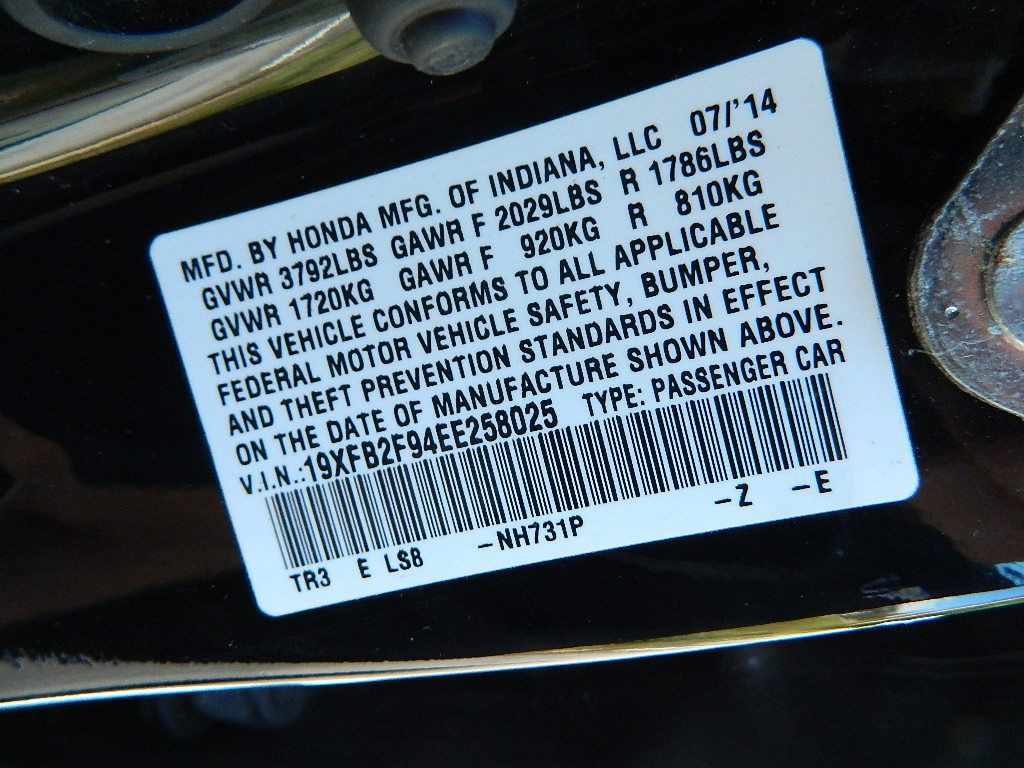 MFD. BY HONDA MFG. OF INDIANA, LLC 07/'14
GVWR 3792LBS GAWR F 2029LBS R 1786LBS
GVWR 1720KG GAWR F 920KG R 810KG
THIS VEHICLE CONFORMS TO ALL APPLICABLE
FEDERAL MOTOR VEHICLE SAFETY, BUMPER,
AND THEFT PREVENTION STANDARDS IN EFFECT
ON THE DATE OF MANUFACTURE SHOWN ABOVE.
V.I.N.:19XFB2F94EE258025 TYPE: PASSENGER CAR
TR3 E LS8 -NH731P -Z -E